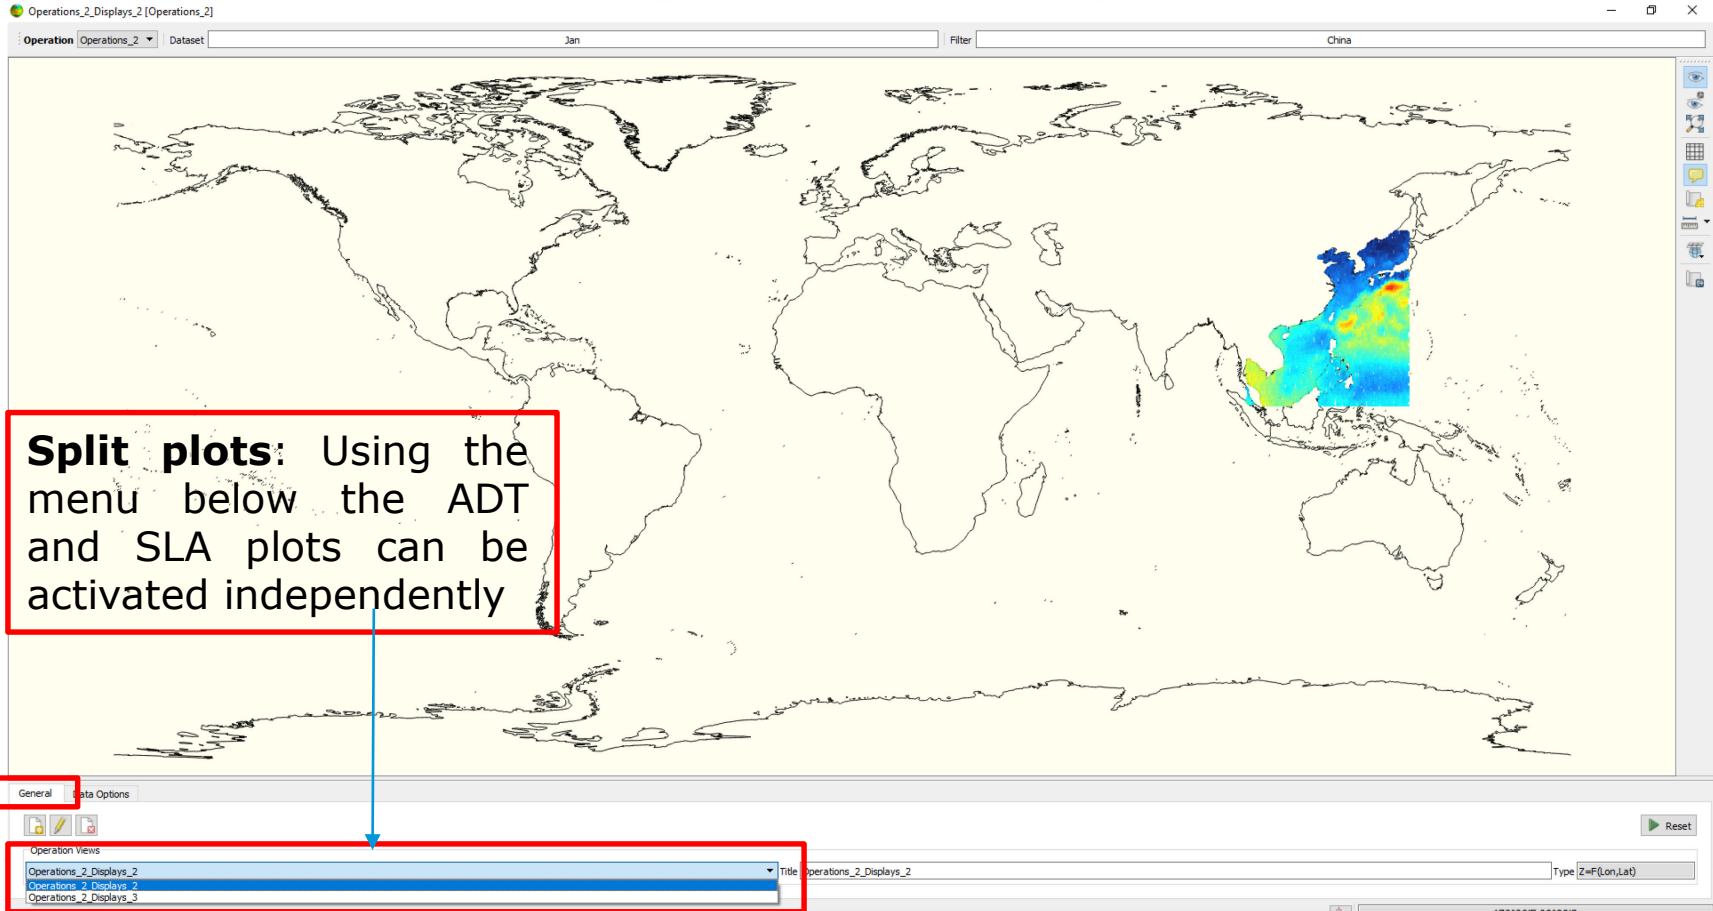 Operations_2_Displays_2 [Operations_2]
Operation Operations_2 Dataset Jan Filter China
Split plots: Using the
menu below the ADT
and SLA plots can be
activated independently
General Data Options
Reset
Operation Views
Operations_2_Displays_2 Title Operations_2_Displays_2 Type Z=F(Lon,Lat)
Operations_2_Displays_2
Operations_2_Displays_3